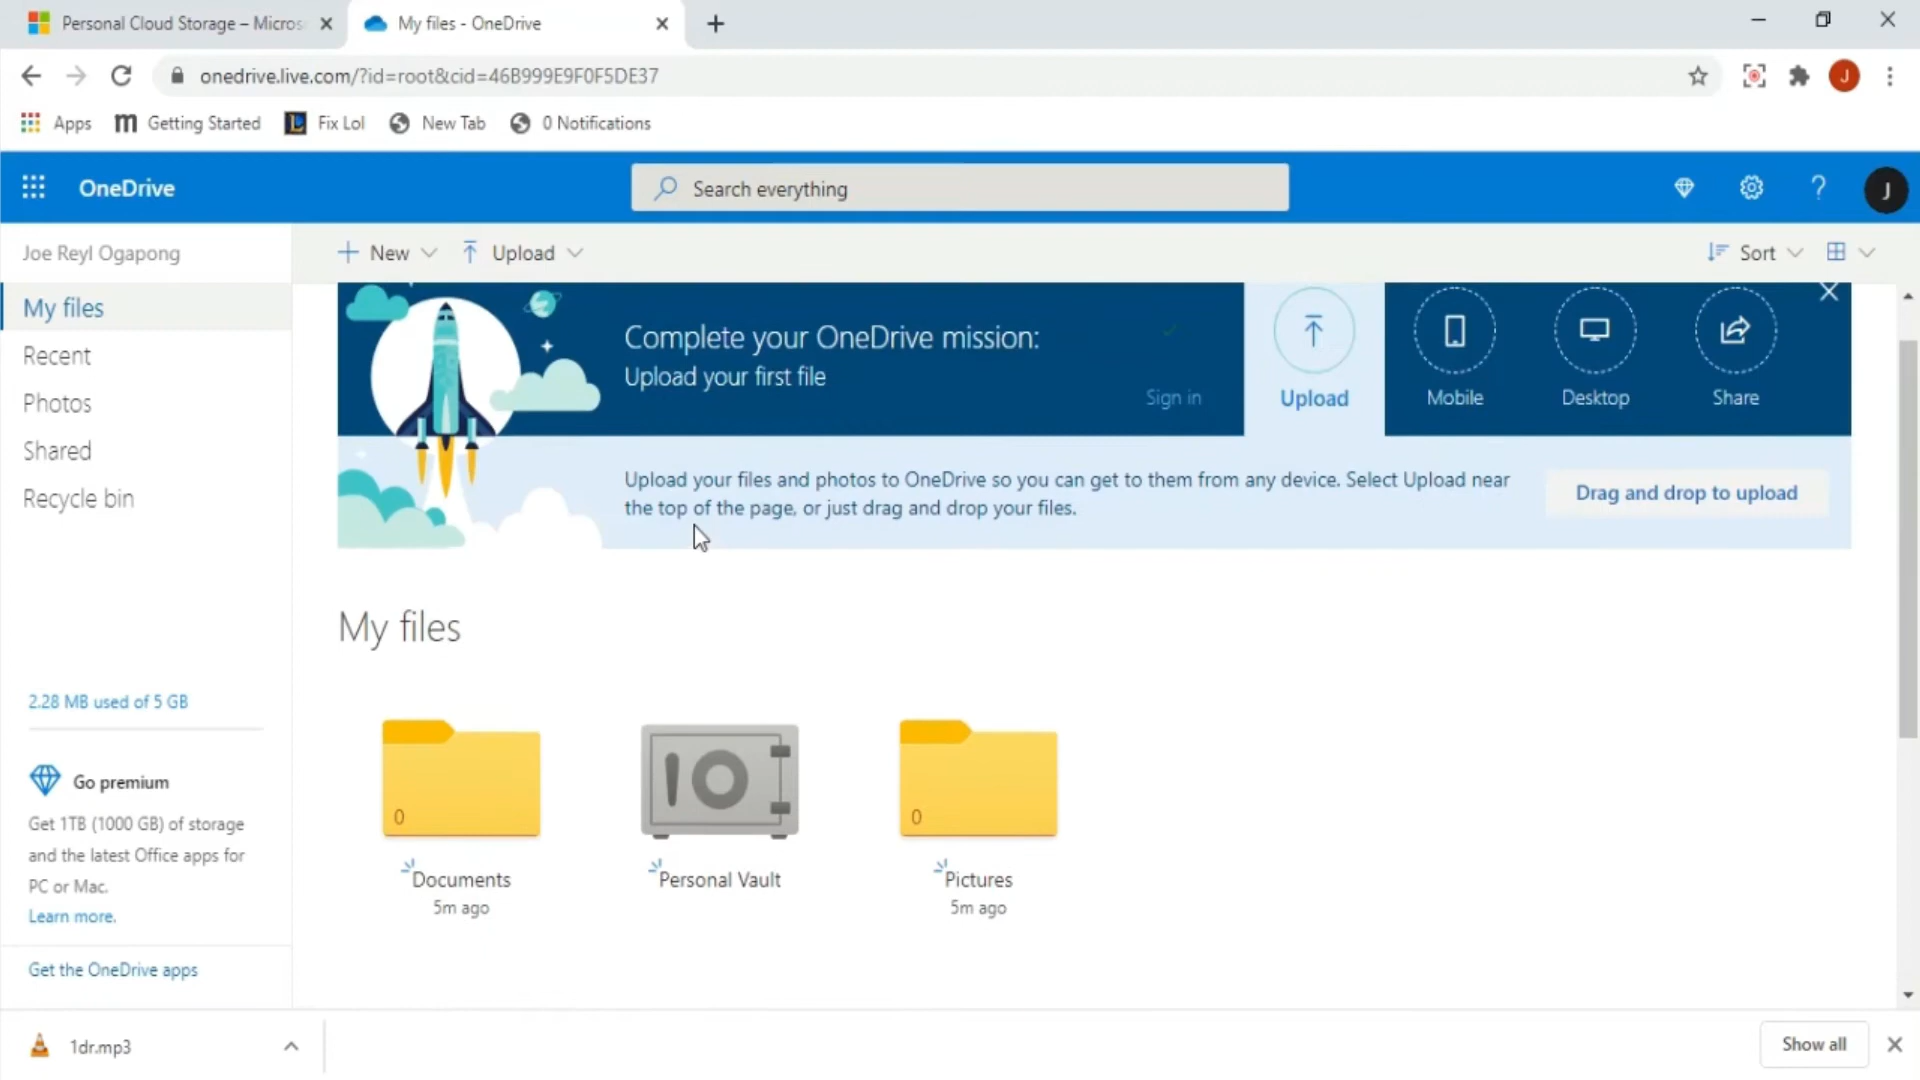 Personal Cloud Storage – Micros
My files - OneDrive
onedrive.live.com/?id=root&cid=46B999E9F0F5DE37
J
Apps
Getting Started
Fix Lol
New Tab
0 Notifications
OneDrive
Search everything
J
Joe Reyl Ogapong
New
Upload
Sort
My files
Recent
Photos
Shared
Recycle bin
Complete your OneDrive mission:
Upload your first file
Sign in
Upload
Mobile
Desktop
Share
Upload your files and photos to OneDrive so you can get to them from any device. Select Upload near
the top of the page, or just drag and drop your files.
Drag and drop to upload
My files
0
Documents
5m ago
Personal Vault
0
Pictures
5m ago
2.28 MB used of 5 GB
Go premium
Get 1TB (1000 GB) of storage
and the latest Office apps for
PC or Mac.
Learn more.
Get the OneDrive apps
1dr.mp3
Show all